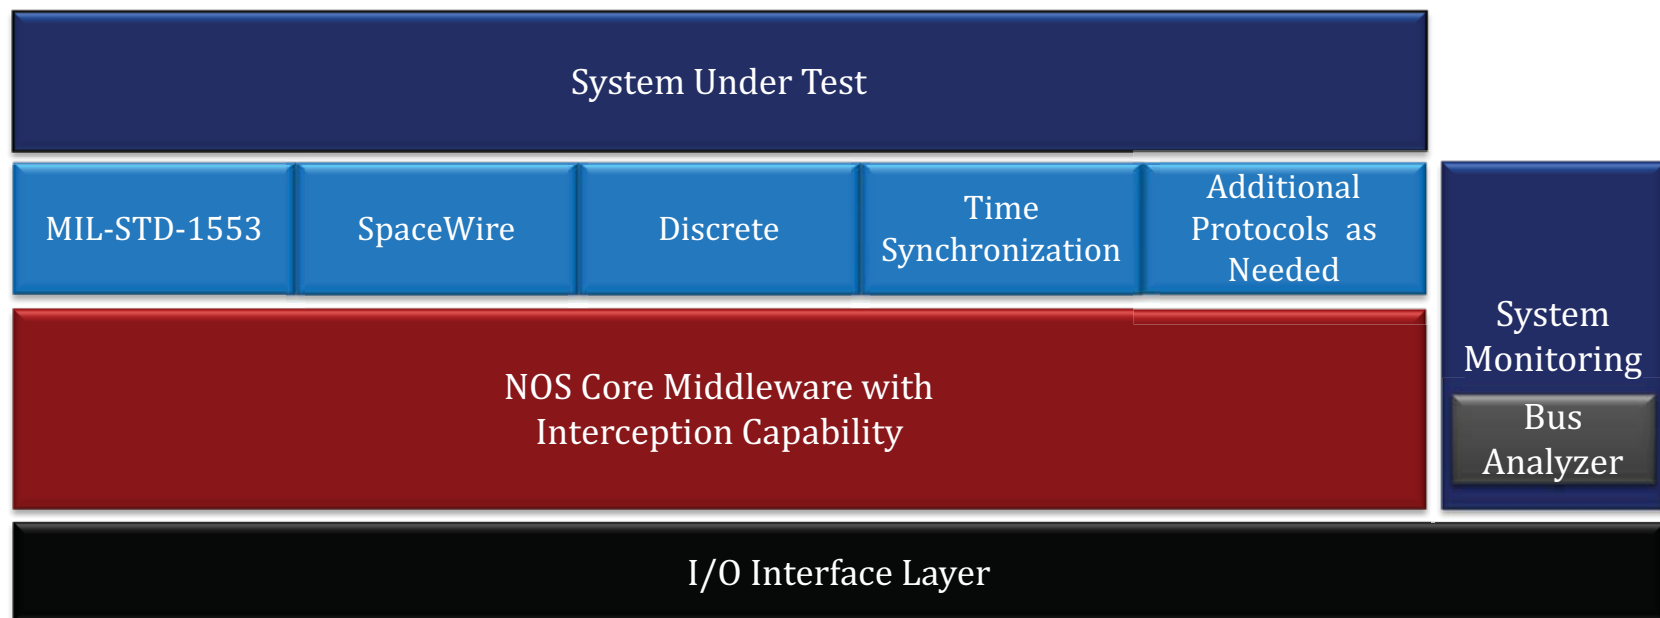 System Under Test
MIL-STD-1553
SpaceWire
Discrete
Time
Synchronization
Additional
Protocols as
Needed
System
Monitoring
Bus
Analyzer
NOS Core Middleware with
Interception Capability
I/O Interface Layer